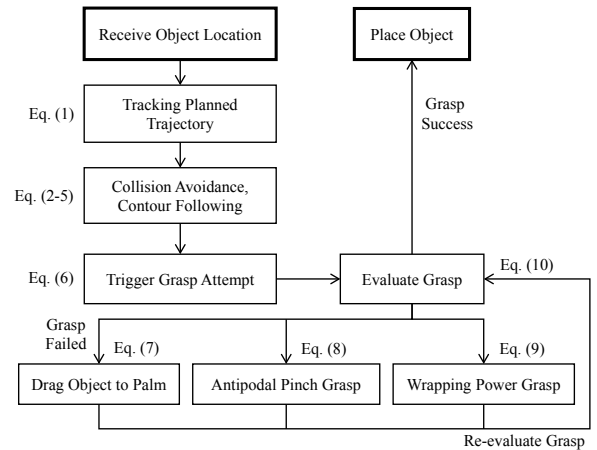 Receive Object Location
Place Object
Eq. (1)
Tracking Planned
Trajectory
Grasp
Success
Eq. (2-5)
Collision Avoidance,
Contour Following
Eq. (6)
Trigger Grasp Attempt
Evaluate Grasp
Eq. (10)
Grasp
Failed
Eq. (7)
Eq. (8)
Eq. (9)
Drag Object to Palm
Antipodal Pinch Grasp
Wrapping Power Grasp
Re-evaluate Grasp